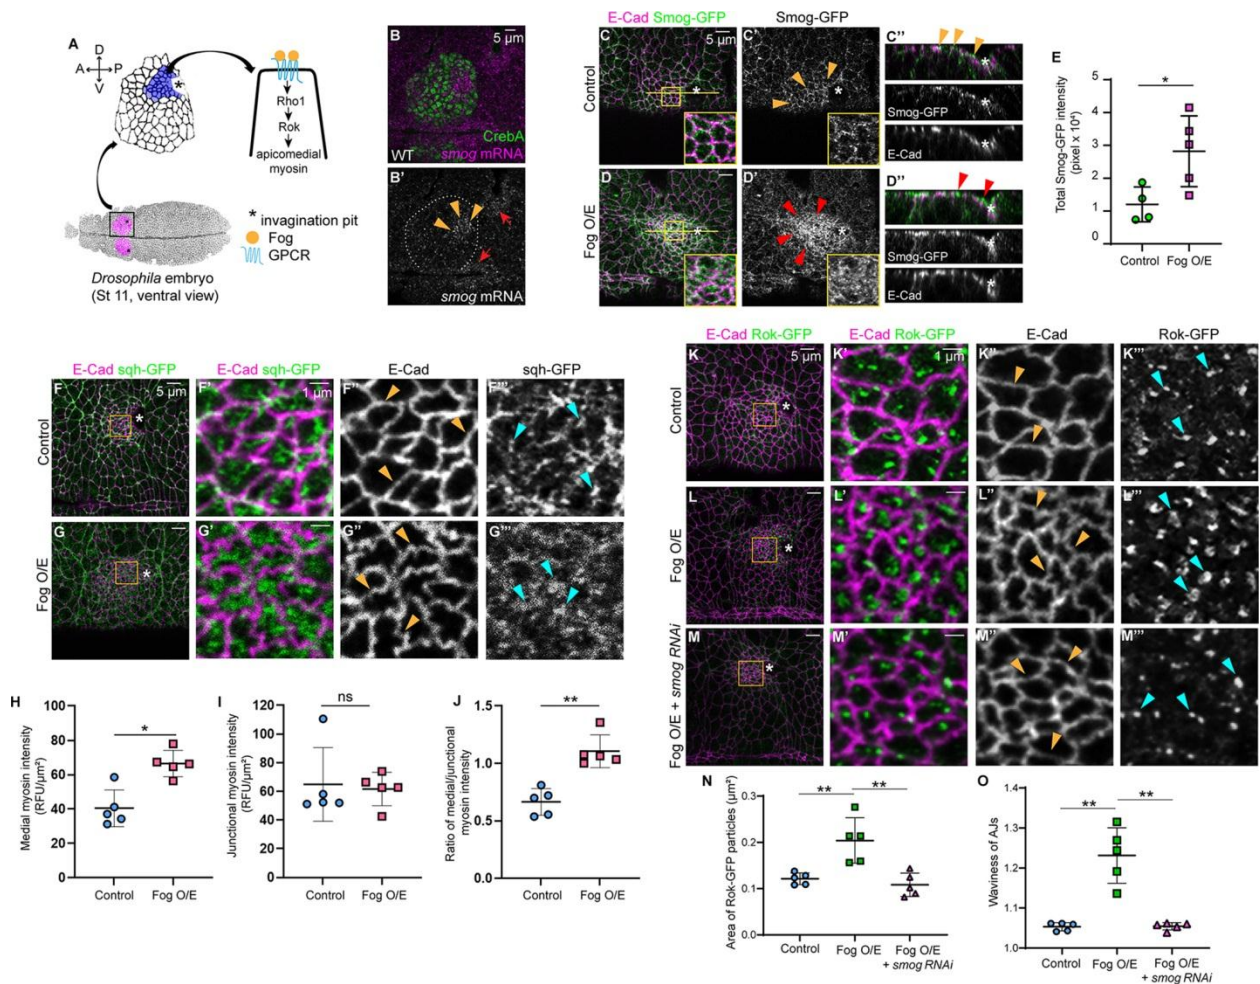 A
D
A
P
V
*
Rho1
Rok
apicomedial
myosin
* invagination pit
Fog
GPCR
Drosophila embryo
(St 11, ventral view)
B
5 µm
CrebA
WT
smog mRNA
B'
smog mRNA
E-Cad Smog-GFP
Smog-GFP
Control
C
5 µm
*
C'
*
C''
*
Smog-GFP
*
E-Cad
*
Fog O/E
D
*
D'
*
D''
*
Smog-GFP
*
E-Cad
*
E
Total Smog-GFP intensity
(pixel x 10⁴)
5
4
3
2
1
0
*
Control
Fog O/E
E-Cad sqh-GFP
E-Cad sqh-GFP
E-Cad
sqh-GFP
Control
F
5 µm
*
F'
1 µm
F''
F'''
Fog O/E
G
*
G'
G''
G'''
H
Medial myosin intensity
(RFU/µm²)
100
80
60
40
20
0
*
Control
Fog O/E
I
Junctional myosin intensity
(RFU/µm²)
120
100
80
60
40
20
0
ns
Control
Fog O/E
J
Ratio of medial/junctional
myosin intensity
1.5
1.0
0.5
0.0
**
Control
Fog O/E
E-Cad Rok-GFP
E-Cad Rok-GFP
E-Cad
Rok-GFP
Control
K
5 µm
*
K'
1 µm
K''
K'''
Fog O/E
L
*
L'
L''
L'''
Fog O/E + smog RNAi
M
*
M'
M''
M'''
N
Area of Rok-GFP particles (µm²)
0.3
0.2
0.1
0.0
**
**
Control
Fog O/E
Fog O/E
+ smog RNAi
O
Waviness of AJs
1.4
1.3
1.2
1.1
1.0
**
**
Control
Fog O/E
Fog O/E
+ smog RNAi